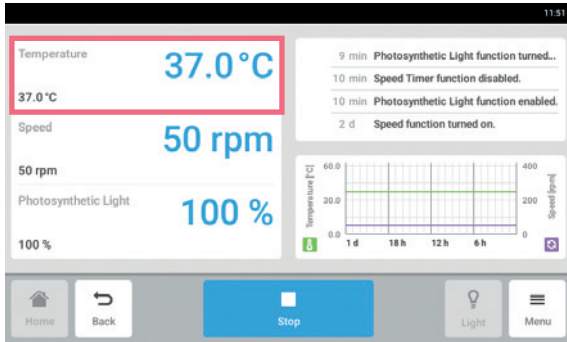 11:51
Temperature
37.0°C
37.0°C
Speed
50 rpm
50 rpm
Photosynthetic Light
100 %
100 %
9 min Photosynthetic Light function turned...
10 min Speed Timer function disabled.
10 min Photosynthetic Light function enabled.
2 d Speed function turned on.
Temperature [°C]
60.0
20.0
0.0
1 d
18 h
12 h
6 h
400
200
0
Speed [rpm]
Home
Back
Stop
Light
Menu